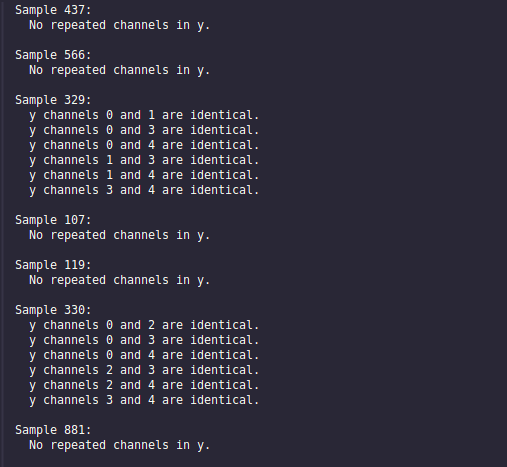 Sample 437:
  No repeated channels in y.

Sample 566:
  No repeated channels in y.

Sample 329:
  y channels 0 and 1 are identical.
  y channels 0 and 3 are identical.
  y channels 0 and 4 are identical.
  y channels 1 and 3 are identical.
  y channels 1 and 4 are identical.
  y channels 3 and 4 are identical.

Sample 107:
  No repeated channels in y.

Sample 119:
  No repeated channels in y.

Sample 330:
  y channels 0 and 2 are identical.
  y channels 0 and 3 are identical.
  y channels 0 and 4 are identical.
  y channels 2 and 3 are identical.
  y channels 2 and 4 are identical.
  y channels 3 and 4 are identical.

Sample 881:
  No repeated channels in y.